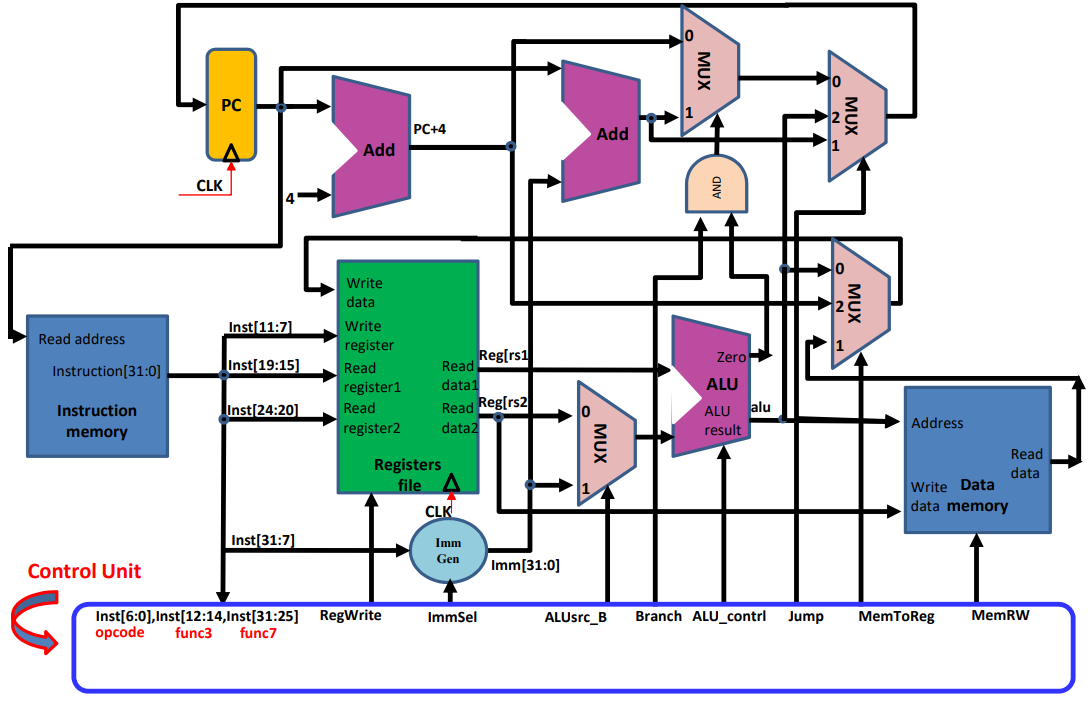 0
MUX
1
0
2
MUX
1
PC
CLK
Add
PC+4
4
Add
AND
0
MUX
2
1
Write
data
Write
register
Read
register1
Read
register2
Read
data1
Read
data2
Registers
file
CLK
Inst[11:7]
Inst[19:15]
Inst[24:20]
Inst[31:7]
Read address
Instruction[31:0]
Instruction
memory
Reg[rs1
Reg[rs2
0
MUX
1
Zero
ALU
ALU
result
alu
Address
Read
data
Write
data
Data
memory
Imm
Gen
Imm[31:0]
Control Unit
Inst[6:0],Inst[12:14,Inst[31:25]
opcode
func3
func7
RegWrite
ImmSel
ALUsrc_B
Branch
ALU_contrl
Jump
MemToReg
MemRW